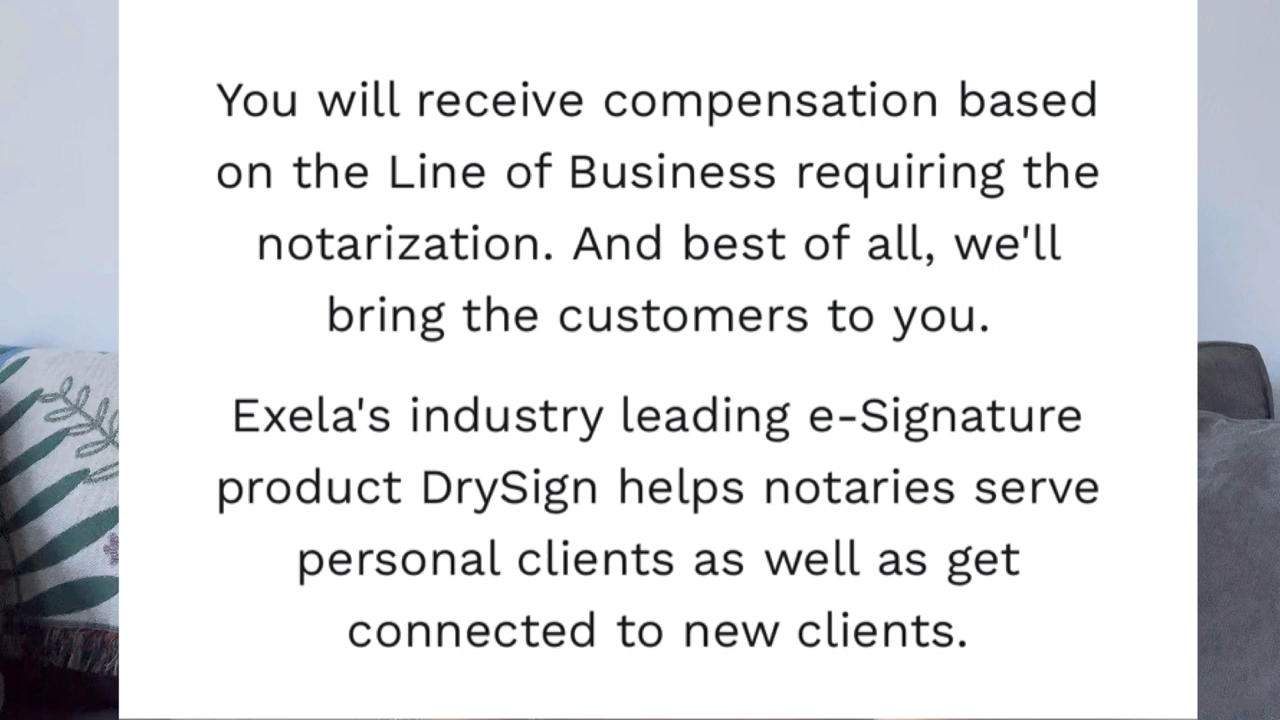 You will receive compensation based
on the Line of Business requiring the
notarization. And best of all, we'll
bring the customers to you.
Exela's industry leading e-Signature
product DrySign helps notaries serve
personal clients as well as get
connected to new clients.